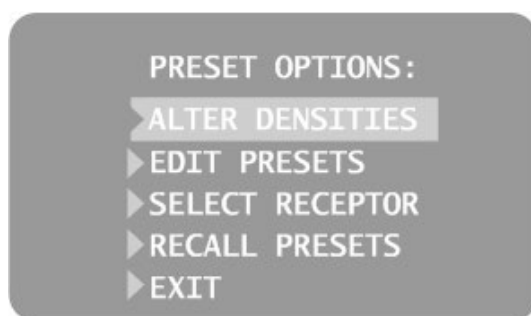 PRESET OPTIONS:
ALTER DENSITIES
EDIT PRESETS
SELECT RECEPTOR
RECALL PRESETS
EXIT